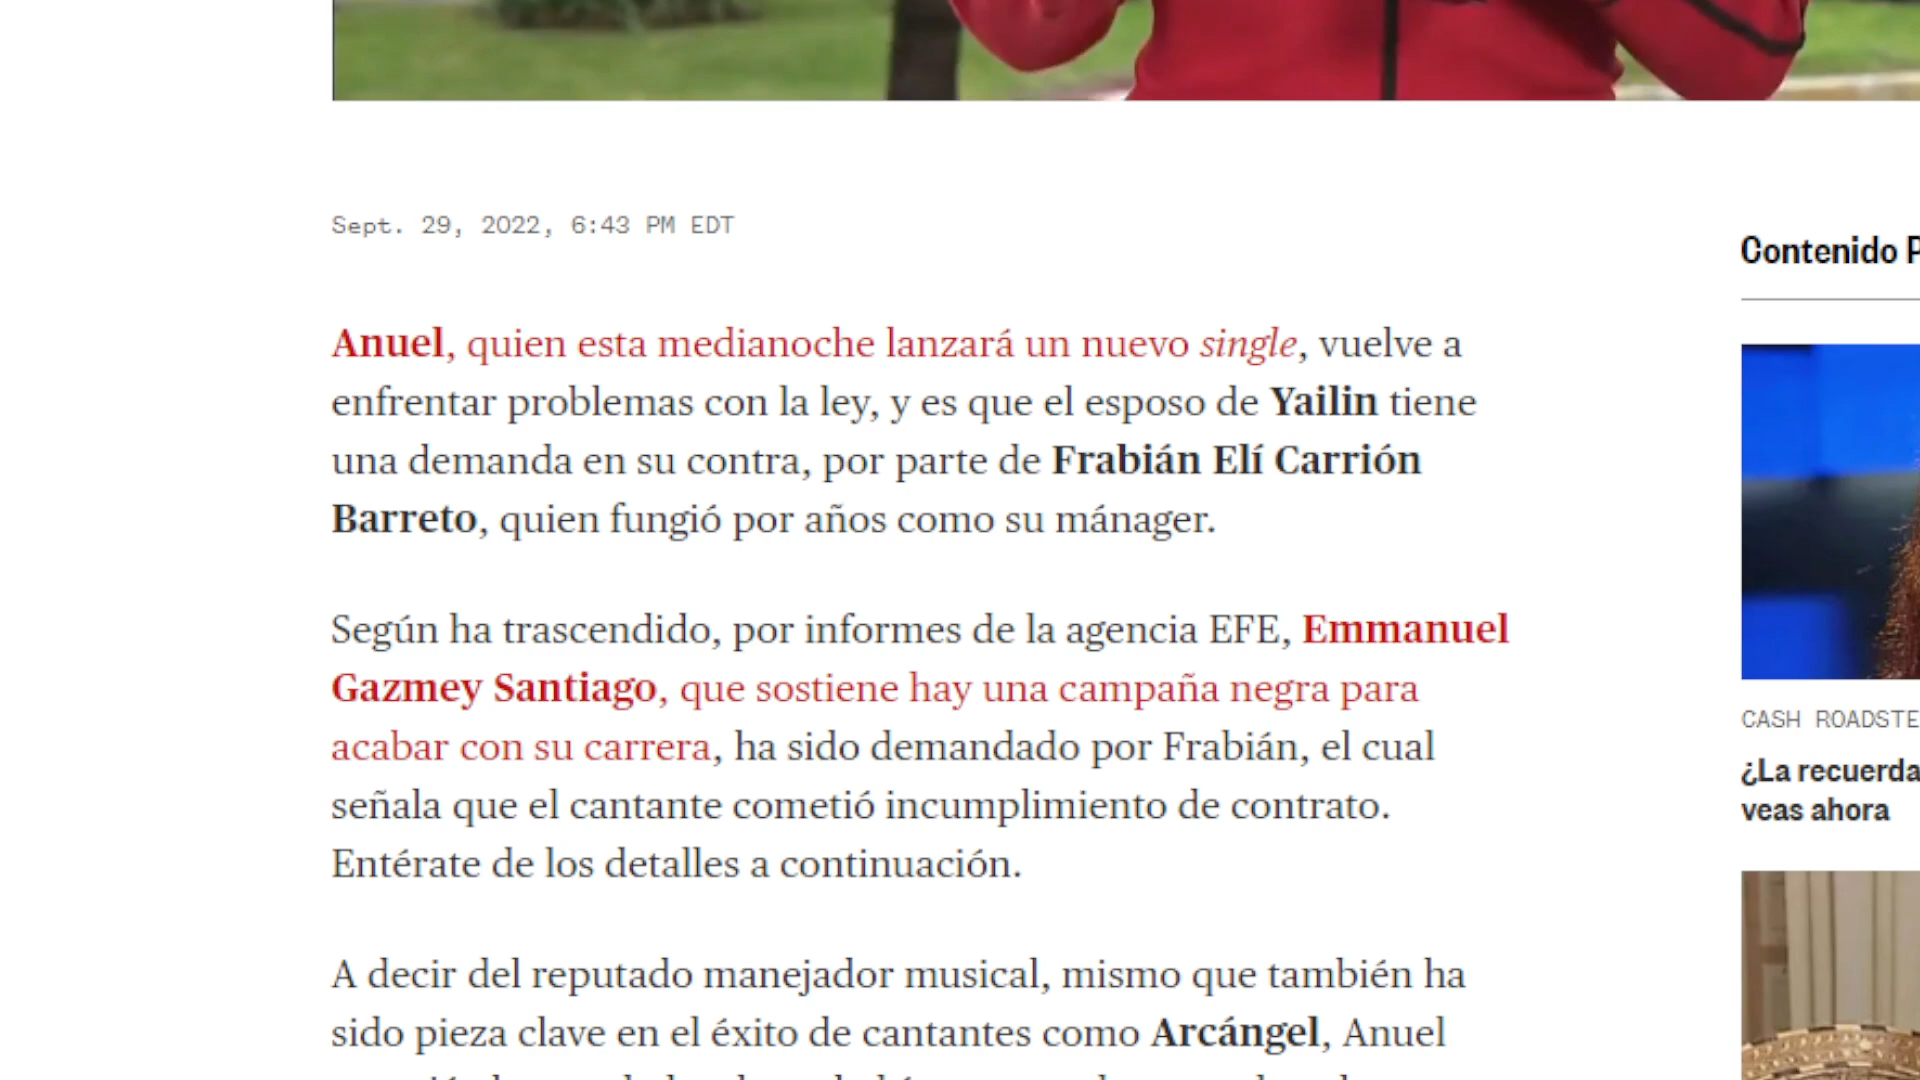 Sept. 29, 2022, 6:43 PM EDT
Anuel, quien esta medianoche lanzará un nuevo single, vuelve a
enfrentar problemas con la ley, y es que el esposo de Yailin tiene
una demanda en su contra, por parte de Frabián Elí Carrión
Barreto, quien fungió por años como su mánager.
Según ha trascendido, por informes de la agencia EFE, Emmanuel
Gazmey Santiago, que sostiene hay una campaña negra para
acabar con su carrera, ha sido demandado por Frabián, el cual
señala que el cantante cometió incumplimiento de contrato.
Entérate de los detalles a continuación.
A decir del reputado manejador musical, mismo que también ha
sido pieza clave en el éxito de cantantes como Arcángel, Anuel
Contenido P
CASH ROADSTE
¿La recuerda
veas ahora